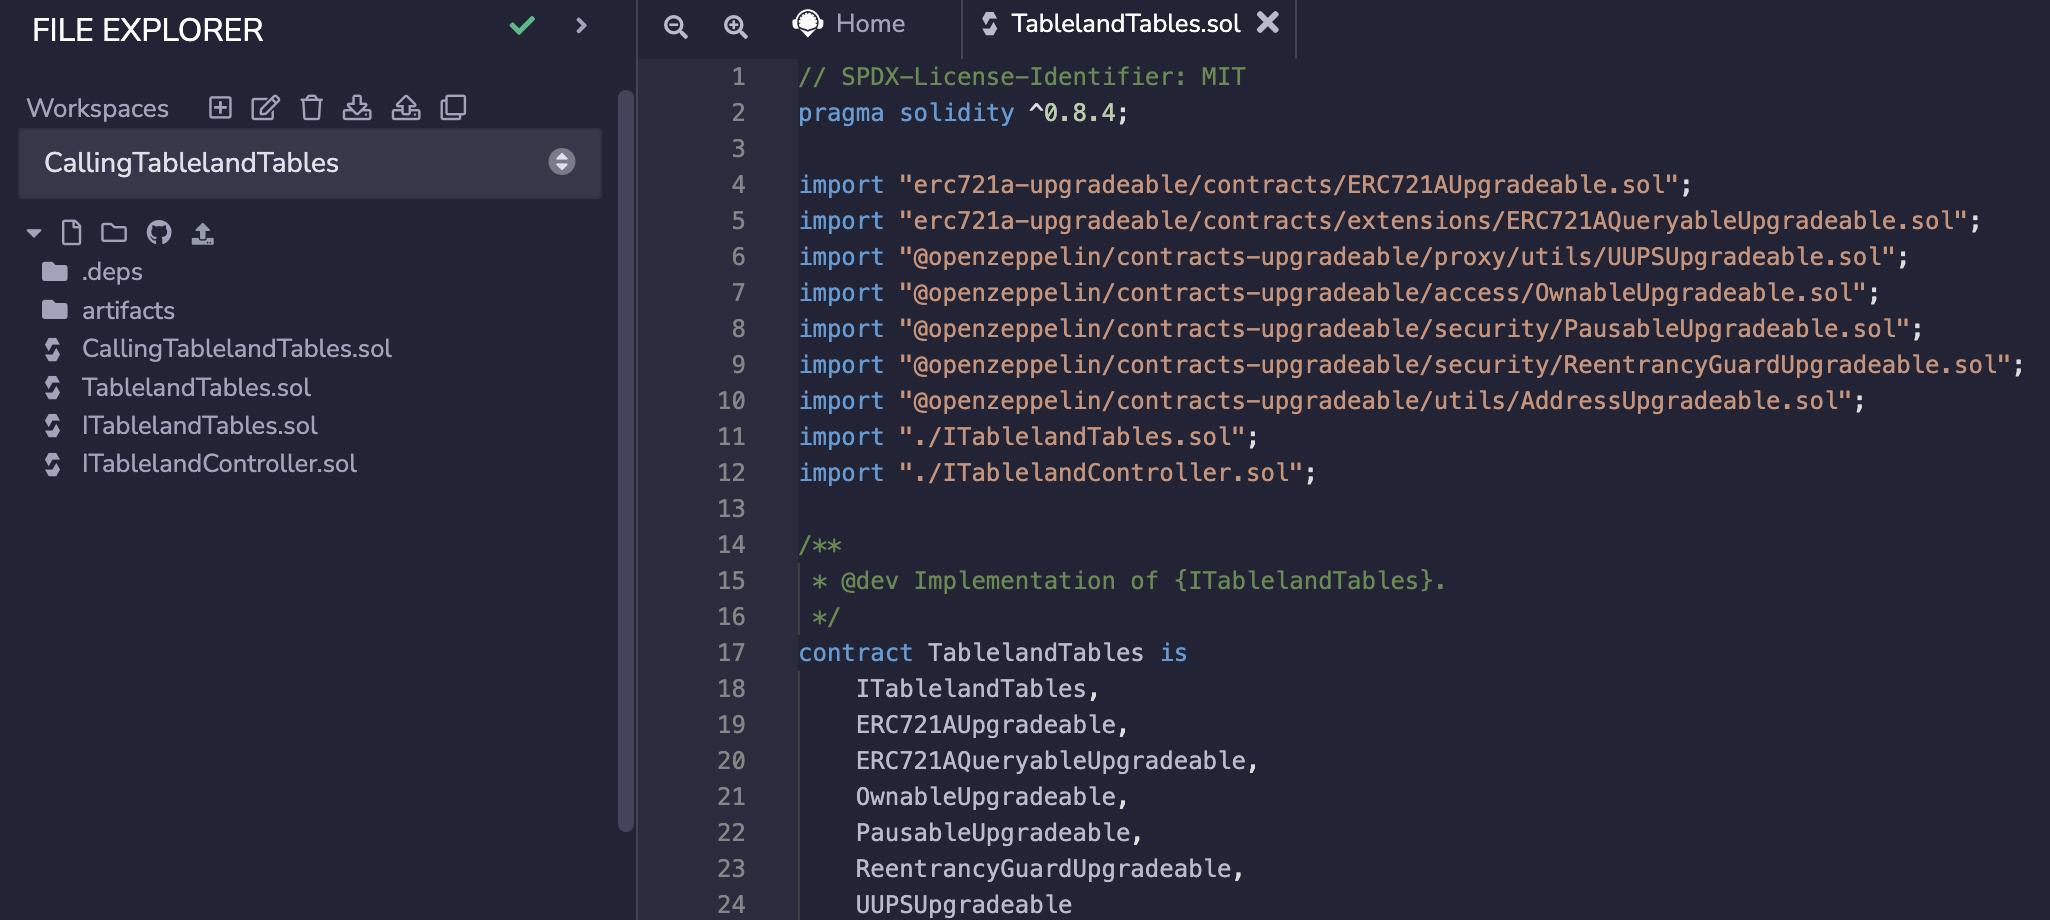 FILE EXPLORER
Workspaces
CallingTablelandTables
.deps
artifacts
CallingTablelandTables.sol
TablelandTables.sol
ITablelandTables.sol
ITablelandController.sol
Home
TablelandTables.sol
1 // SPDX-License-Identifier: MIT
2 pragma solidity ^0.8.4;
3
4 import "erc721a-upgradeable/contracts/ERC721AUpgradeable.sol";
5 import "erc721a-upgradeable/contracts/extensions/ERC721AQueryableUpgradeable.sol";
6 import "@openzeppelin/contracts-upgradeable/proxy/utils/UUPSUpgradeable.sol";
7 import "@openzeppelin/contracts-upgradeable/access/OwnableUpgradeable.sol";
8 import "@openzeppelin/contracts-upgradeable/security/PausableUpgradeable.sol";
9 import "@openzeppelin/contracts-upgradeable/security/ReentrancyGuardUpgradeable.sol";
10 import "@openzeppelin/contracts-upgradeable/utils/AddressUpgradeable.sol";
11 import "./ITablelandTables.sol";
12 import "./ITablelandController.sol";
13
14 /**
15  * @dev Implementation of {ITablelandTables}.
16  */
17 contract TablelandTables is
18     ITablelandTables,
19     ERC721AUpgradeable,
20     ERC721AQueryableUpgradeable,
21     OwnableUpgradeable,
22     PausableUpgradeable,
23     ReentrancyGuardUpgradeable,
24     UUPSUpgradeable